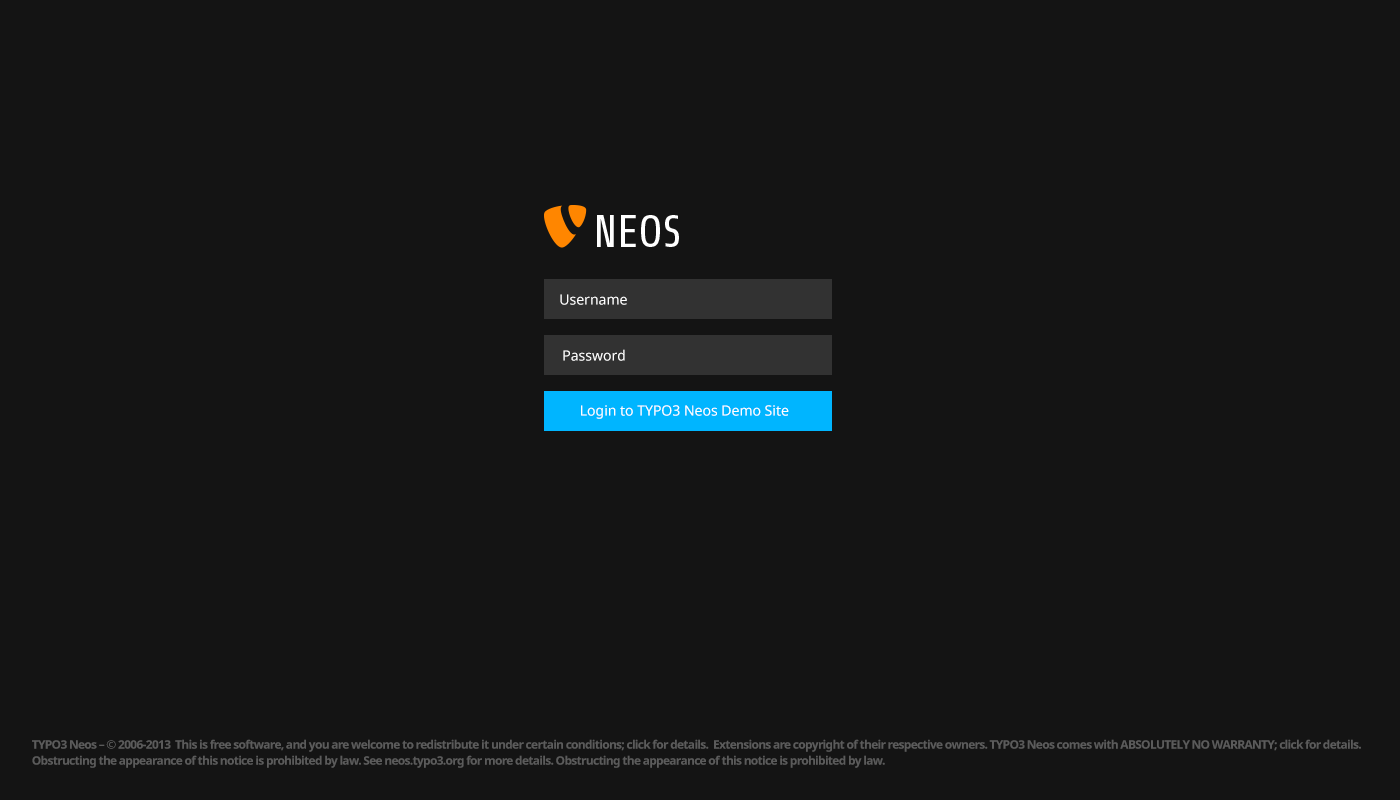 NEOS
Username
Password
Login to TYPO3 Neos Demo Site
TYPO3 Neos – © 2006-2013 This is free software, and you are welcome to redistribute it under certain conditions; click for details. Extensions are copyright of their respective owners. TYPO3 Neos comes with ABSOLUTELY NO WARRANTY; click for details.
Obstructing the appearance of this notice is prohibited by law. See neos.typo3.org for more details. Obstructing the appearance of this notice is prohibited by law.